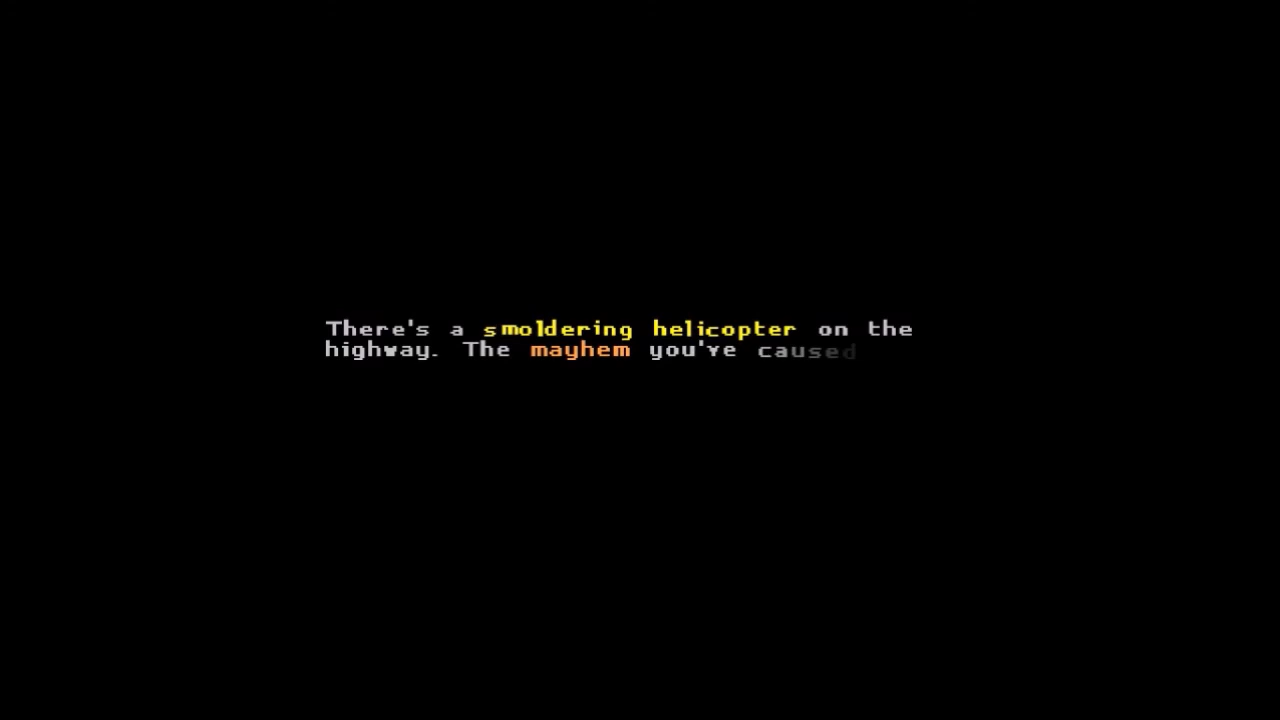 There's a smoldering helicopter on the
highway. The mayhem you've caused